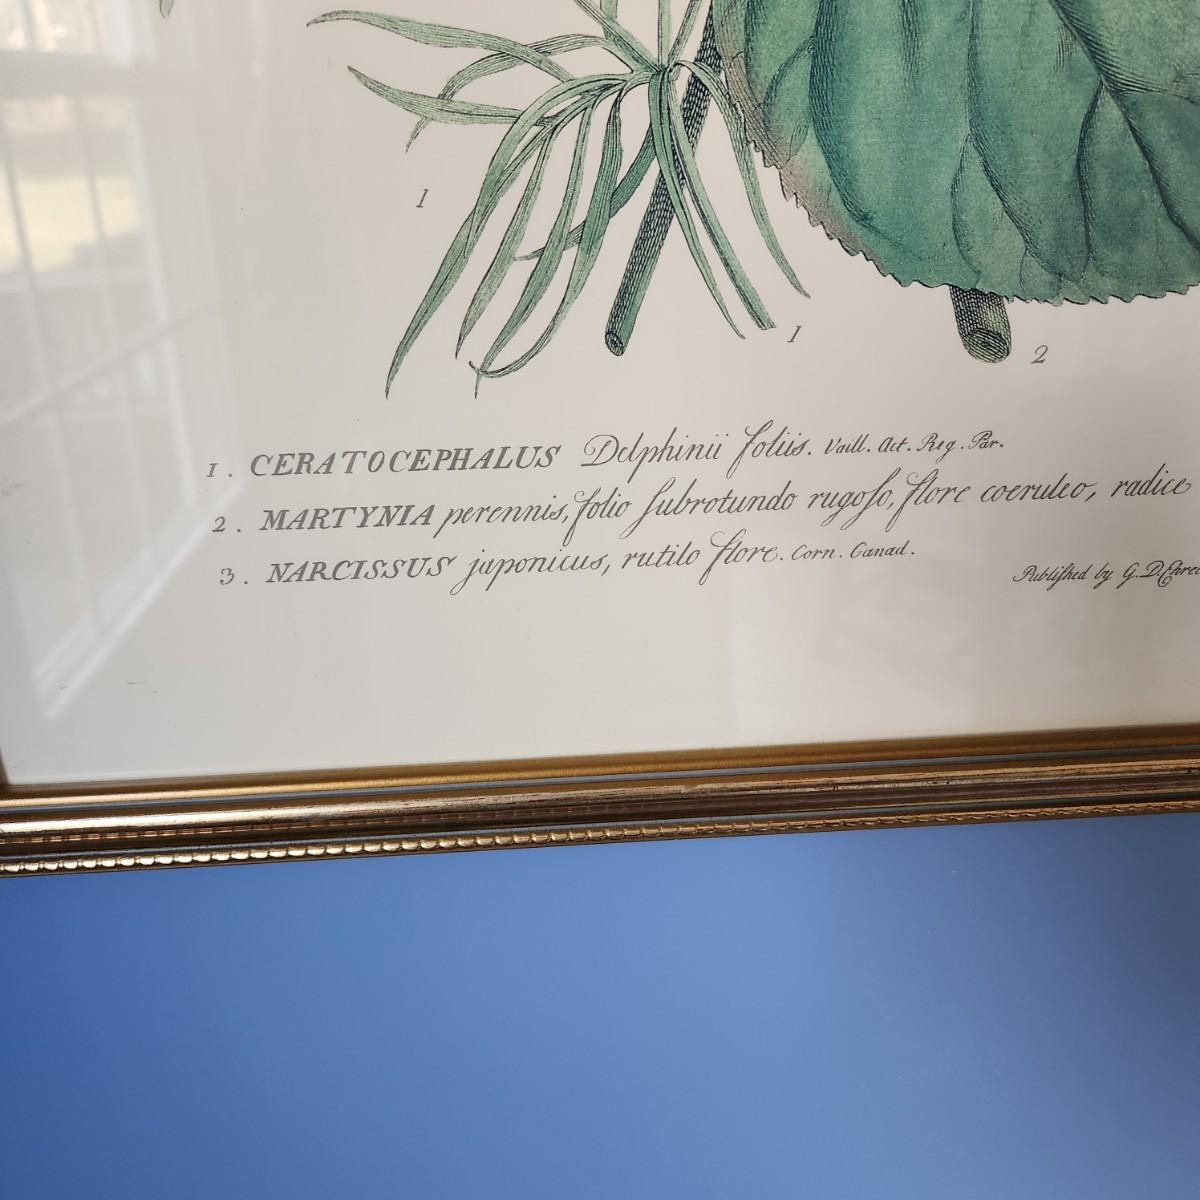 1
1
2
1. CERATOCEPHALUS Delphinii foliis. Vaill. Act. Reg. Par.
2. MARTYNIA perennis, folio ſubrotundo rugoſo, flore coeruleo, radice
3. NARCISSUS japonicus, rutilo flore. Corn. Canad.
Publiſhed by G. D. Ehret